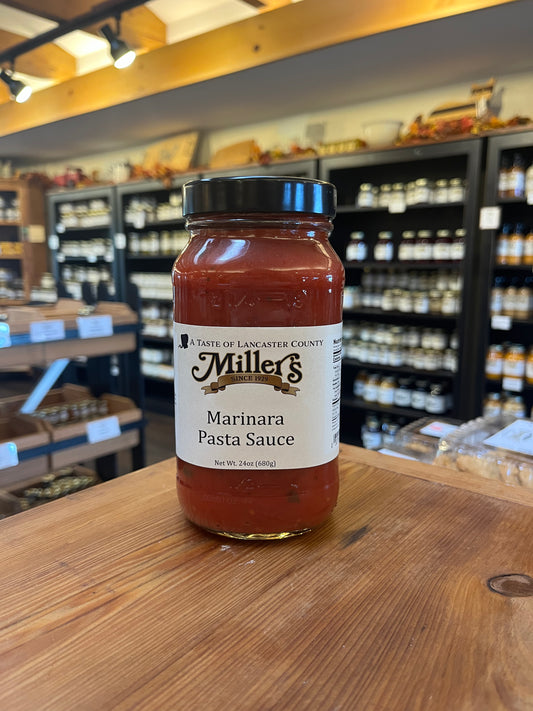 A Taste of Lancaster County
Miller's
Since 1929
Marinara
Pasta Sauce
Net Wt. 24oz (680g)